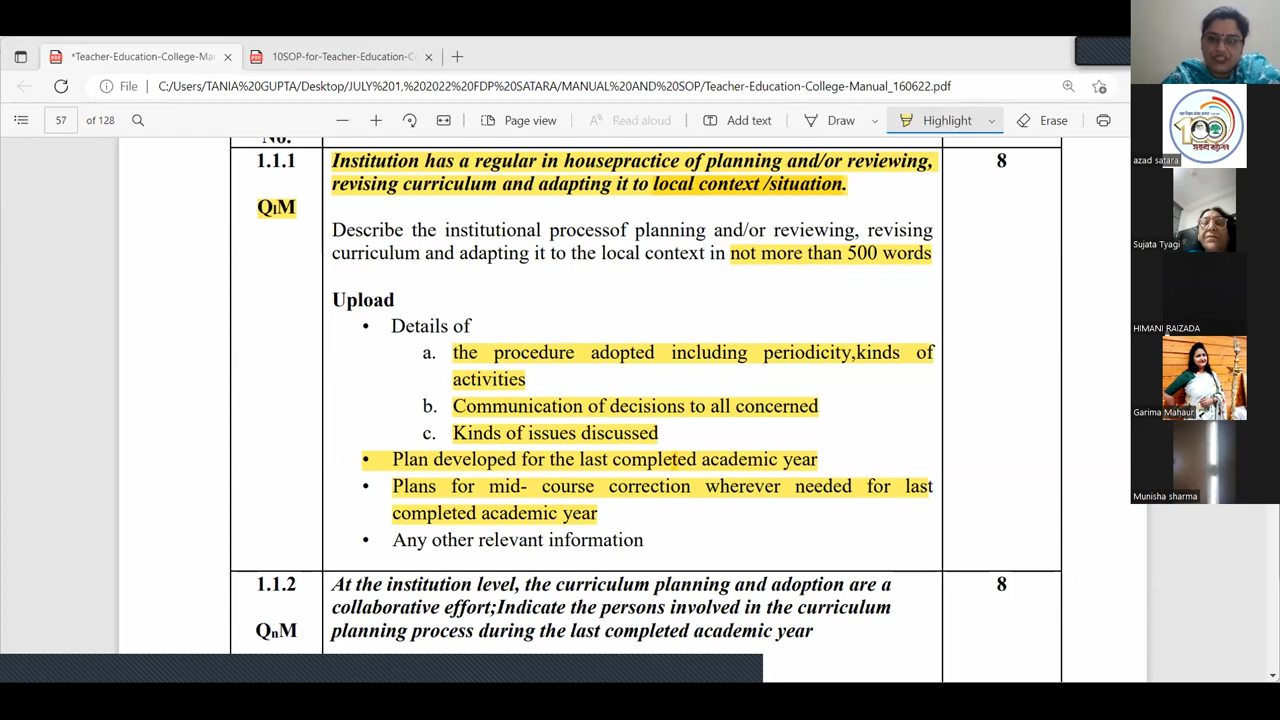 *Teacher-Education-College-Ma
10SOP-for-Teacher-Education-C
File C:/Users/TANIA%20GUPTA/Desktop/JULY%201,%202022%20FDP%20SATARA/MANUAL%20AND%20SOP/Teacher-Education-College-Manual_160622.pdf
57 of 128 Page view Read aloud Add text Draw Highlight Erase
No.
1.1.1 Institution has a regular in housepractice of planning and/or reviewing, 8
revising curriculum and adapting it to local context /situation.
QlM
Describe the institutional processof planning and/or reviewing, revising
curriculum and adapting it to the local context in not more than 500 words
Upload
• Details of
a. the procedure adopted including periodicity,kinds of
activities
b. Communication of decisions to all concerned
c. Kinds of issues discussed
• Plan developed for the last completed academic year
• Plans for mid- course correction wherever needed for last
completed academic year
• Any other relevant information
1.1.2 At the institution level, the curriculum planning and adoption are a 8
collaborative effort;Indicate the persons involved in the curriculum
QnM planning process during the last completed academic year
100
azad satara
Sujata Tyagi
HIMANI RAIZADA
Garima Mahaur
Munisha sharma